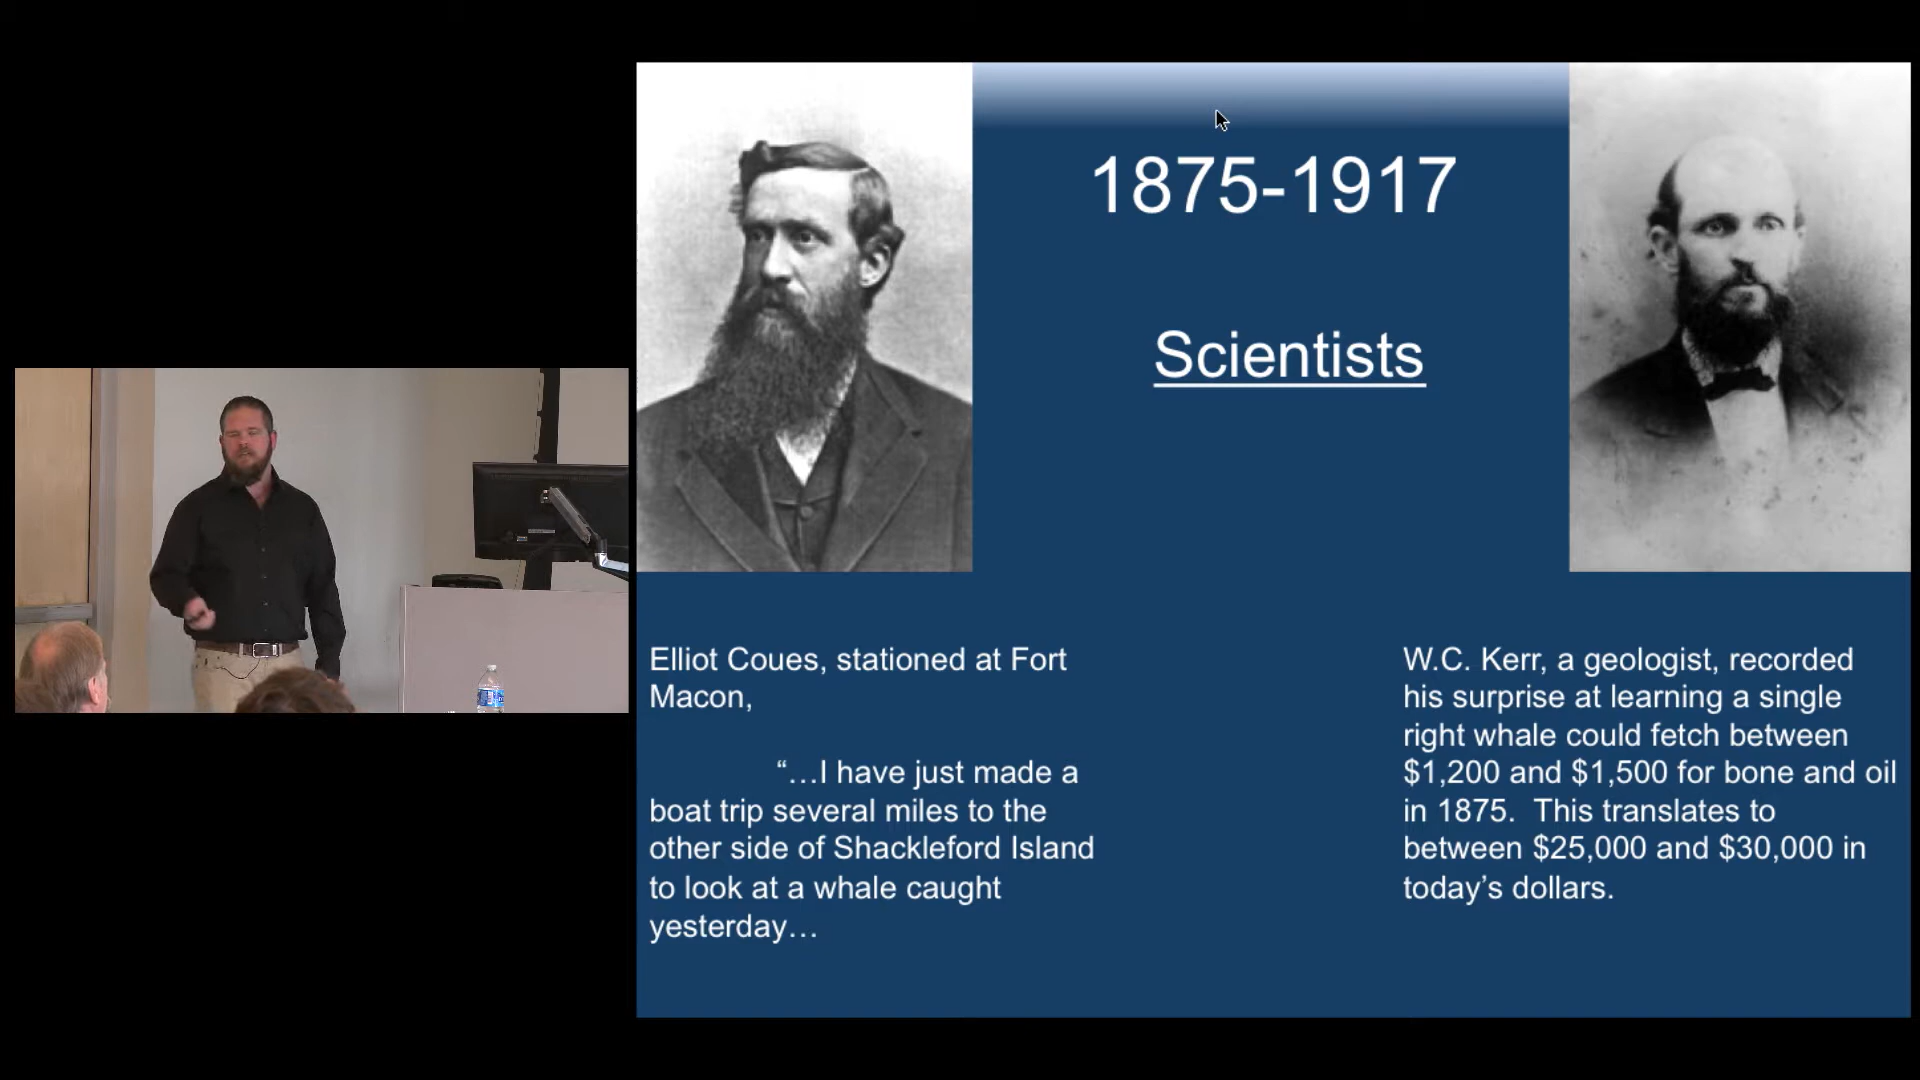 1875-1917
Scientists
Elliot Coues, stationed at Fort
Macon,
“…I have just made a
boat trip several miles to the
other side of Shackleford Island
to look at a whale caught
yesterday…
W.C. Kerr, a geologist, recorded
his surprise at learning a single
right whale could fetch between
$1,200 and $1,500 for bone and oil
in 1875.  This translates to
between $25,000 and $30,000 in
today’s dollars.